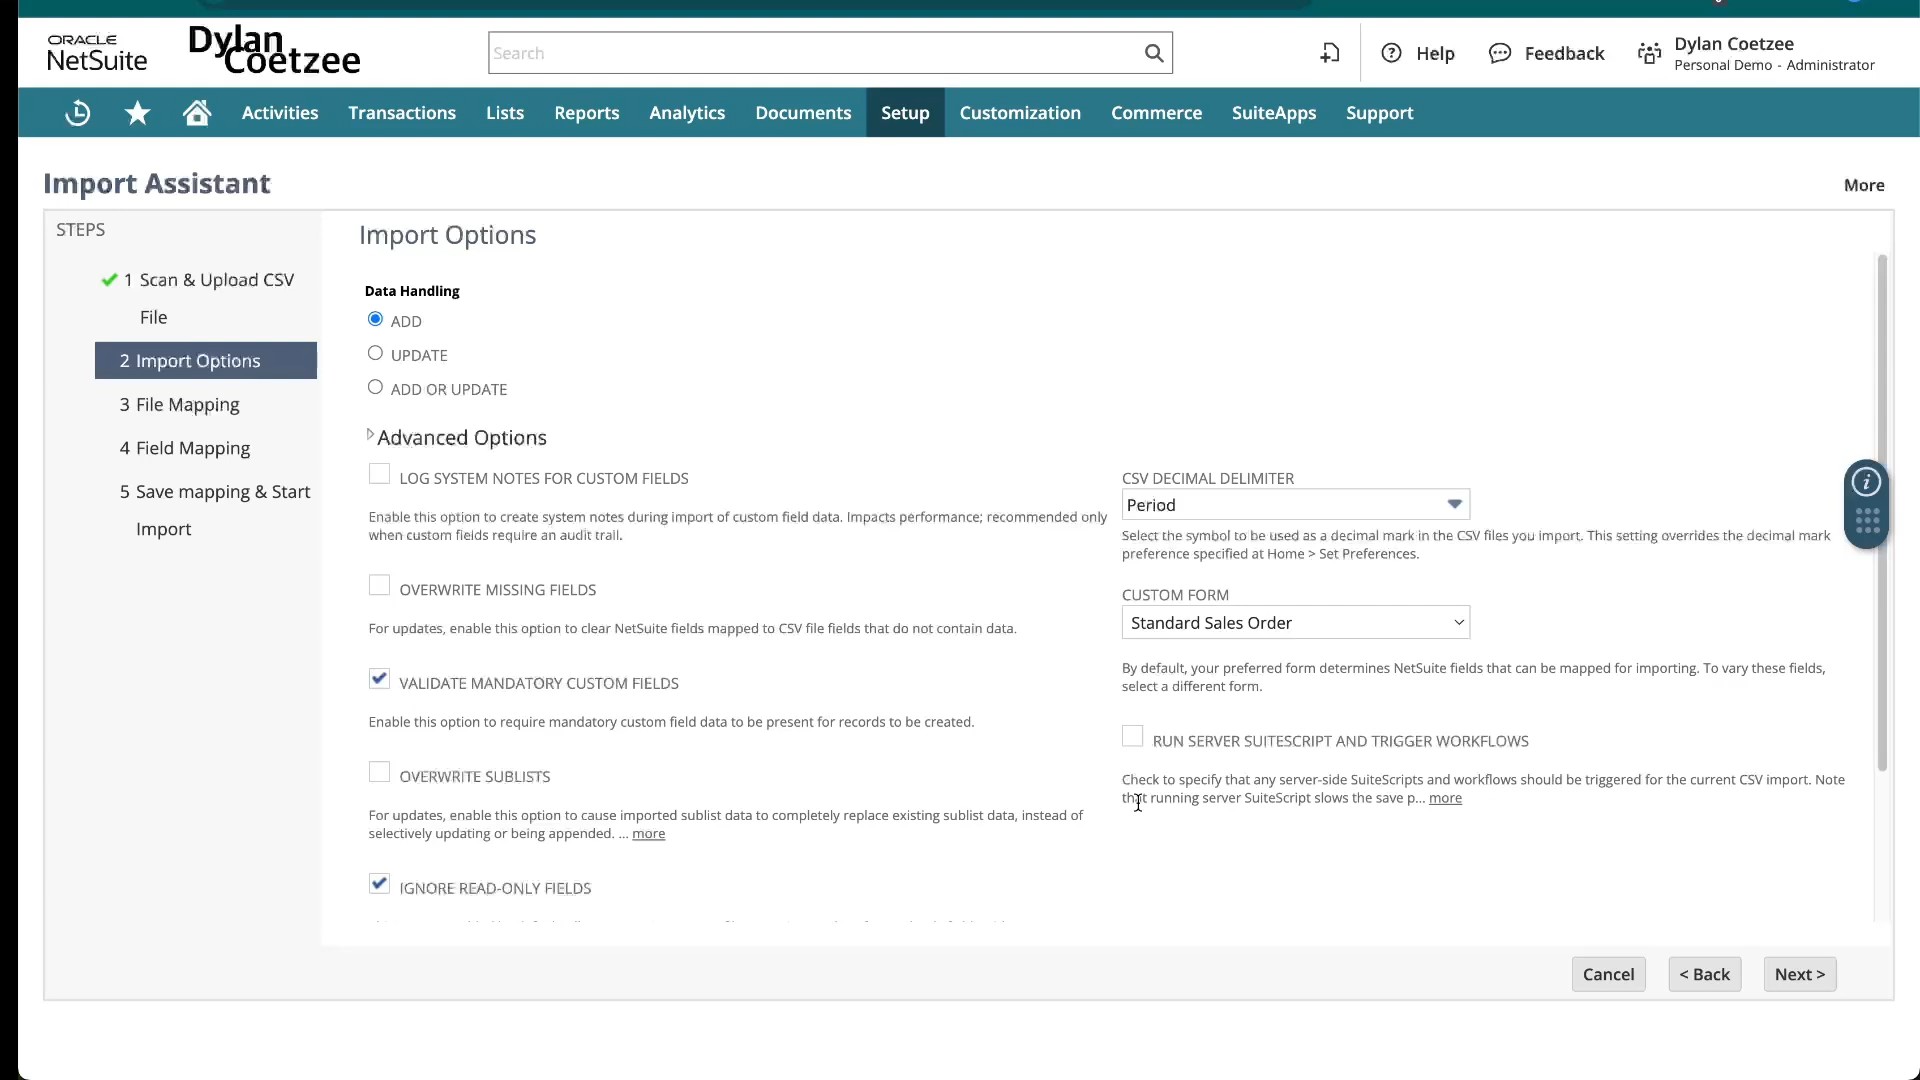 ORACLE
NetSuite
Dylan
Coetzee
Search
Help
Feedback
Dylan Coetzee
Personal Demo - Administrator
Activities
Transactions
Lists
Reports
Analytics
Documents
Setup
Customization
Commerce
SuiteApps
Support
Import Assistant
More
STEPS
1 Scan & Upload CSV
File
2 Import Options
3 File Mapping
4 Field Mapping
5 Save mapping & Start
Import
Import Options
Data Handling
ADD
UPDATE
ADD OR UPDATE
Advanced Options
LOG SYSTEM NOTES FOR CUSTOM FIELDS
Enable this option to create system notes during import of custom field data. Impacts performance; recommended only
when custom fields require an audit trail.
OVERWRITE MISSING FIELDS
For updates, enable this option to clear NetSuite fields mapped to CSV file fields that do not contain data.
VALIDATE MANDATORY CUSTOM FIELDS
Enable this option to require mandatory custom field data to be present for records to be created.
OVERWRITE SUBLISTS
For updates, enable this option to cause imported sublist data to completely replace existing sublist data, instead of
selectively updating or being appended. ... more
IGNORE READ-ONLY FIELDS
CSV DECIMAL DELIMITER
Period
Select the symbol to be used as a decimal mark in the CSV files you import. This setting overrides the decimal mark
preference specified at Home > Set Preferences.
CUSTOM FORM
Standard Sales Order
By default, your preferred form determines NetSuite fields that can be mapped for importing. To vary these fields,
select a different form.
RUN SERVER SUITESCRIPT AND TRIGGER WORKFLOWS
Check to specify that any server-side SuiteScripts and workflows should be triggered for the current CSV import. Note
that running server SuiteScript slows the save p... more
Cancel
< Back
Next >